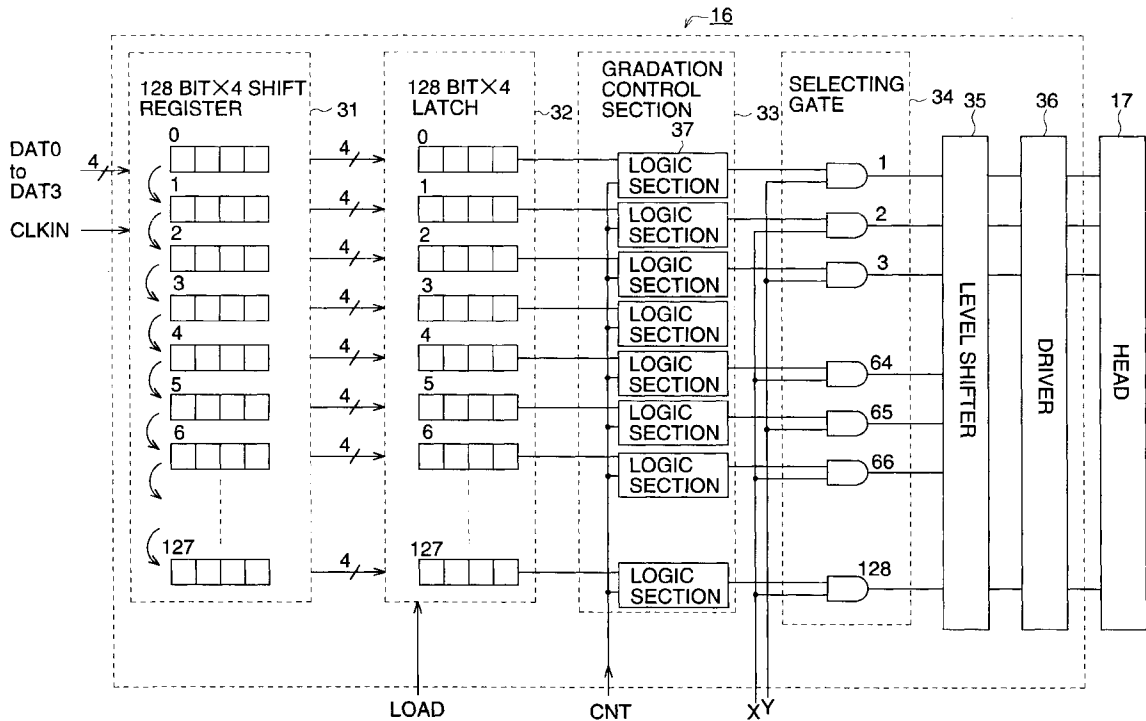 16
128 BIT×4 SHIFT
REGISTER
31
128 BIT×4
LATCH
32
GRADATION
CONTROL
SECTION
33
SELECTING
GATE
34
35
36
17
DAT0
to
DAT3
4
CLKIN
0
1
2
3
4
5
6
127
4
4
4
4
4
4
4
4
0
1
2
3
4
5
6
127
37
LOGIC
SECTION
LOGIC
SECTION
LOGIC
SECTION
LOGIC
SECTION
LOGIC
SECTION
LOGIC
SECTION
LOGIC
SECTION
LOGIC
SECTION
1
2
3
64
65
66
128
LEVEL SHIFTER
DRIVER
HEAD
LOAD
CNT
X
Y